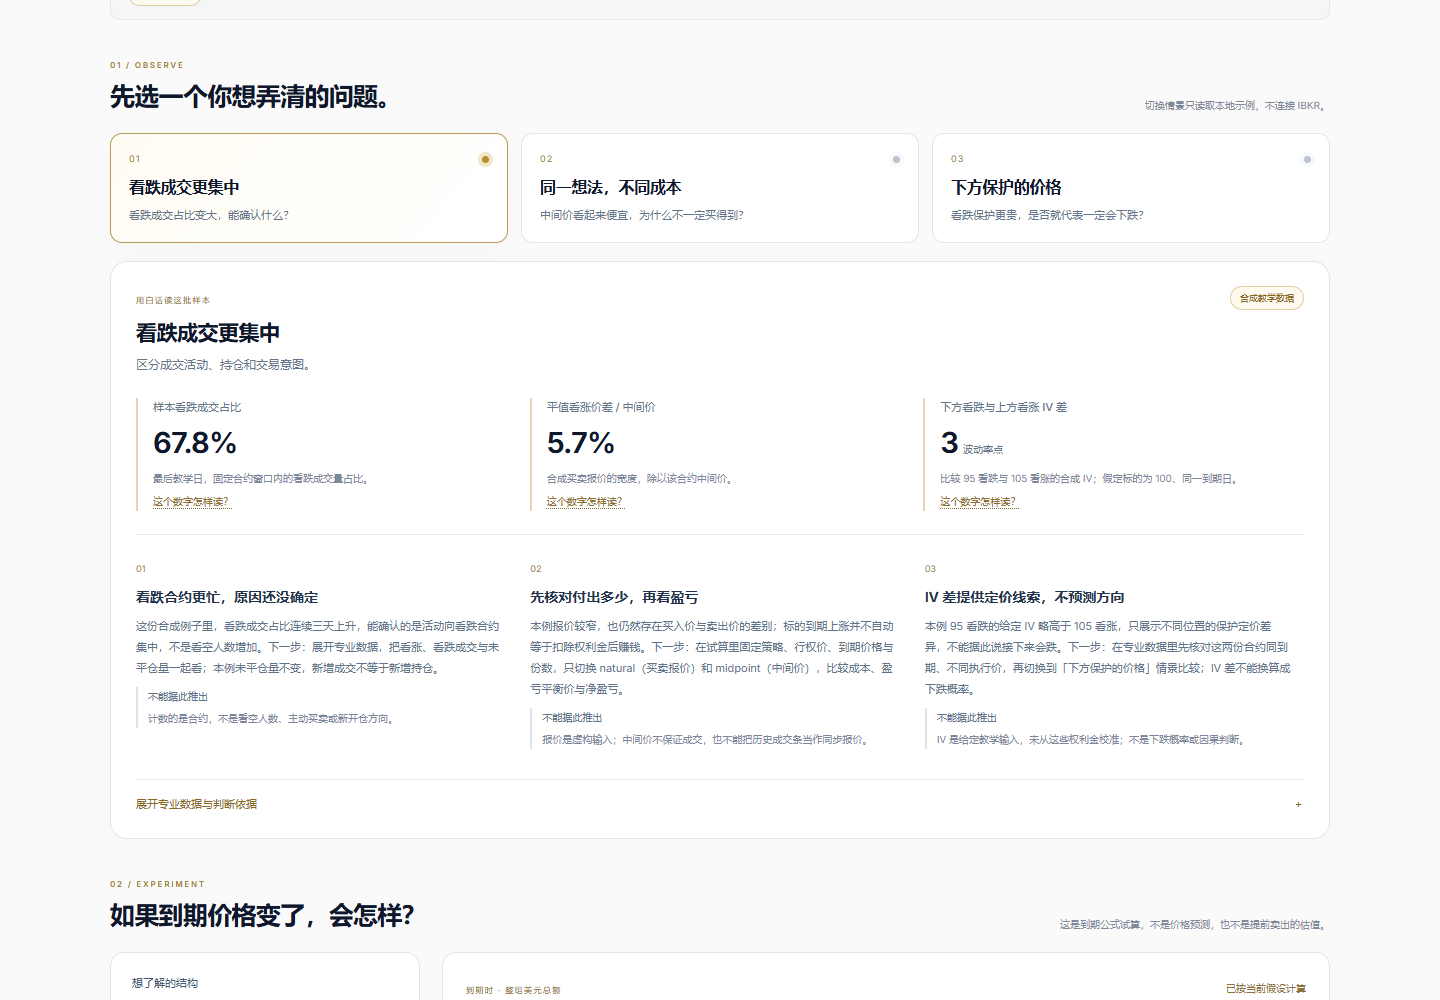 01 / OBSERVE
先选一个你想弄清的问题。
切换情景只读取本地示例，不连接 IBKR。
01
看跌成交更集中
看跌成交占比变大，能确认什么？
02
同一想法，不同成本
中间价看起来便宜，为什么不一定买得到？
03
下方保护的价格
看跌保护更贵，是否就代表一定会下跌？
用白话读这批样本
合成教学数据
看跌成交更集中
区分成交活动、持仓和交易意图。
样本看跌成交占比
67.8%
最后教学日，固定合约窗口内的看跌成交量占比。
这个数字怎样读？
平值看涨价差 / 中间价
5.7%
合成买卖报价的宽度，除以该合约中间价。
这个数字怎样读？
下方看跌与上方看涨 IV 差
3 波动率点
比较 95 看跌与 105 看涨的合成 IV；假定标的为 100、同一到期日。
这个数字怎样读？
01
看跌合约更忙，原因还没确定
这份合成例子里，看跌成交占比连续三天上升，能确认的是活动向看跌合约
集中，不是看空人数增加。下一步：展开专业数据，把看涨、看跌成交与未
平仓量一起看；本例未平仓量不变，新增成交不等于新增持仓。
不能据此推出
计数的是合约，不是看空人数、主动买卖或新开仓方向。
02
先核对付出多少，再看盈亏
本例报价较窄，也仍然存在买入价与卖出价的差别；标的到期上涨并不自动
等于扣除权利金后赚钱。下一步：在试算里固定策略、行权价、到期价格与
份数，只切换 natural（买卖报价）和 midpoint（中间价），比较成本、盈
亏平衡价与净盈亏。
不能据此推出
报价是虚构输入；中间价不保证成交，也不能把历史成交条当作同步报价。
03
IV 差提供定价线索，不预测方向
本例 95 看跌的给定 IV 略高于 105 看涨，只展示不同位置的保护定价差
异，不能据此说接下来会跌。下一步：在专业数据里先核对这两份合约同到
期、不同执行价，再切换到「下方保护的价格」情景比较；IV 差不能换算成
下跌概率。
不能据此推出
IV 是给定教学输入，未从这些权利金校准；不是下跌概率或因果判断。
展开专业数据与判断依据
+
02 / EXPERIMENT
如果到期价格变了，会怎样？
这是到期公式试算，不是价格预测，也不是提前卖出的估值。
想了解的结构
到期时 · 整组美元总额
已按当前假设计算